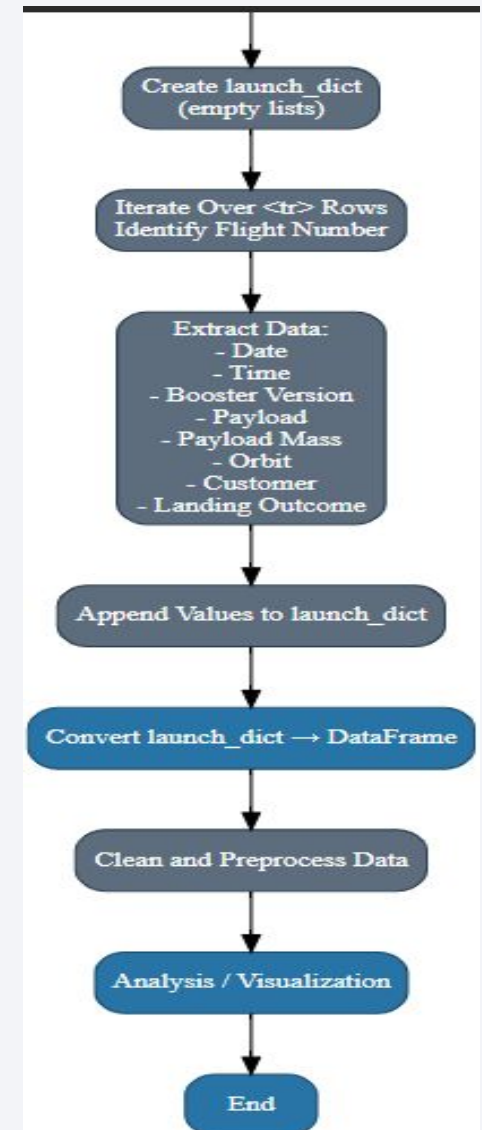 Create launch_dict
(empty lists)
Iterate Over <tr> Rows
Identify Flight Number
Extract Data:
- Date
- Time
- Booster Version
- Payload
- Payload Mass
- Orbit
- Customer
- Landing Outcome
Append Values to launch_dict
Convert launch_dict → DataFrame
Clean and Preprocess Data
Analysis / Visualization
End